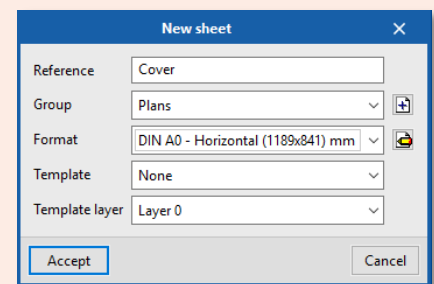 New sheet
Reference Cover
Group Plans
Format DIN A0 - Horizontal (1189x841) mm
Template None
Template layer Layer 0
Accept Cancel